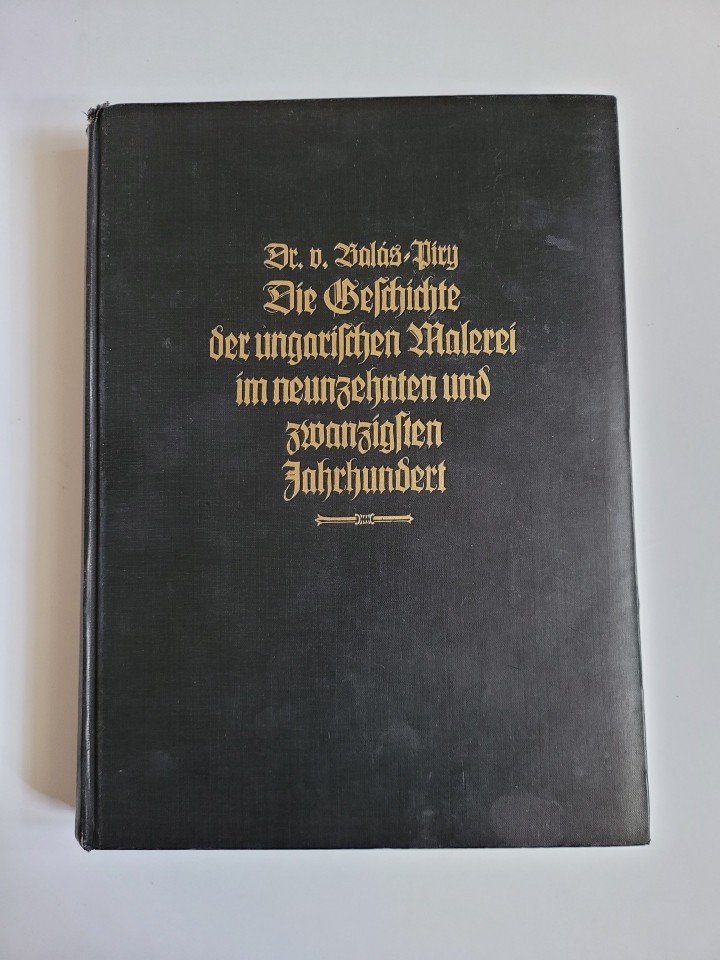 Dr. v. Balás-Piry
Die Geschichte
der ungarischen Malerei
im neunzehnten und
zwanzigsten
Jahrhundert